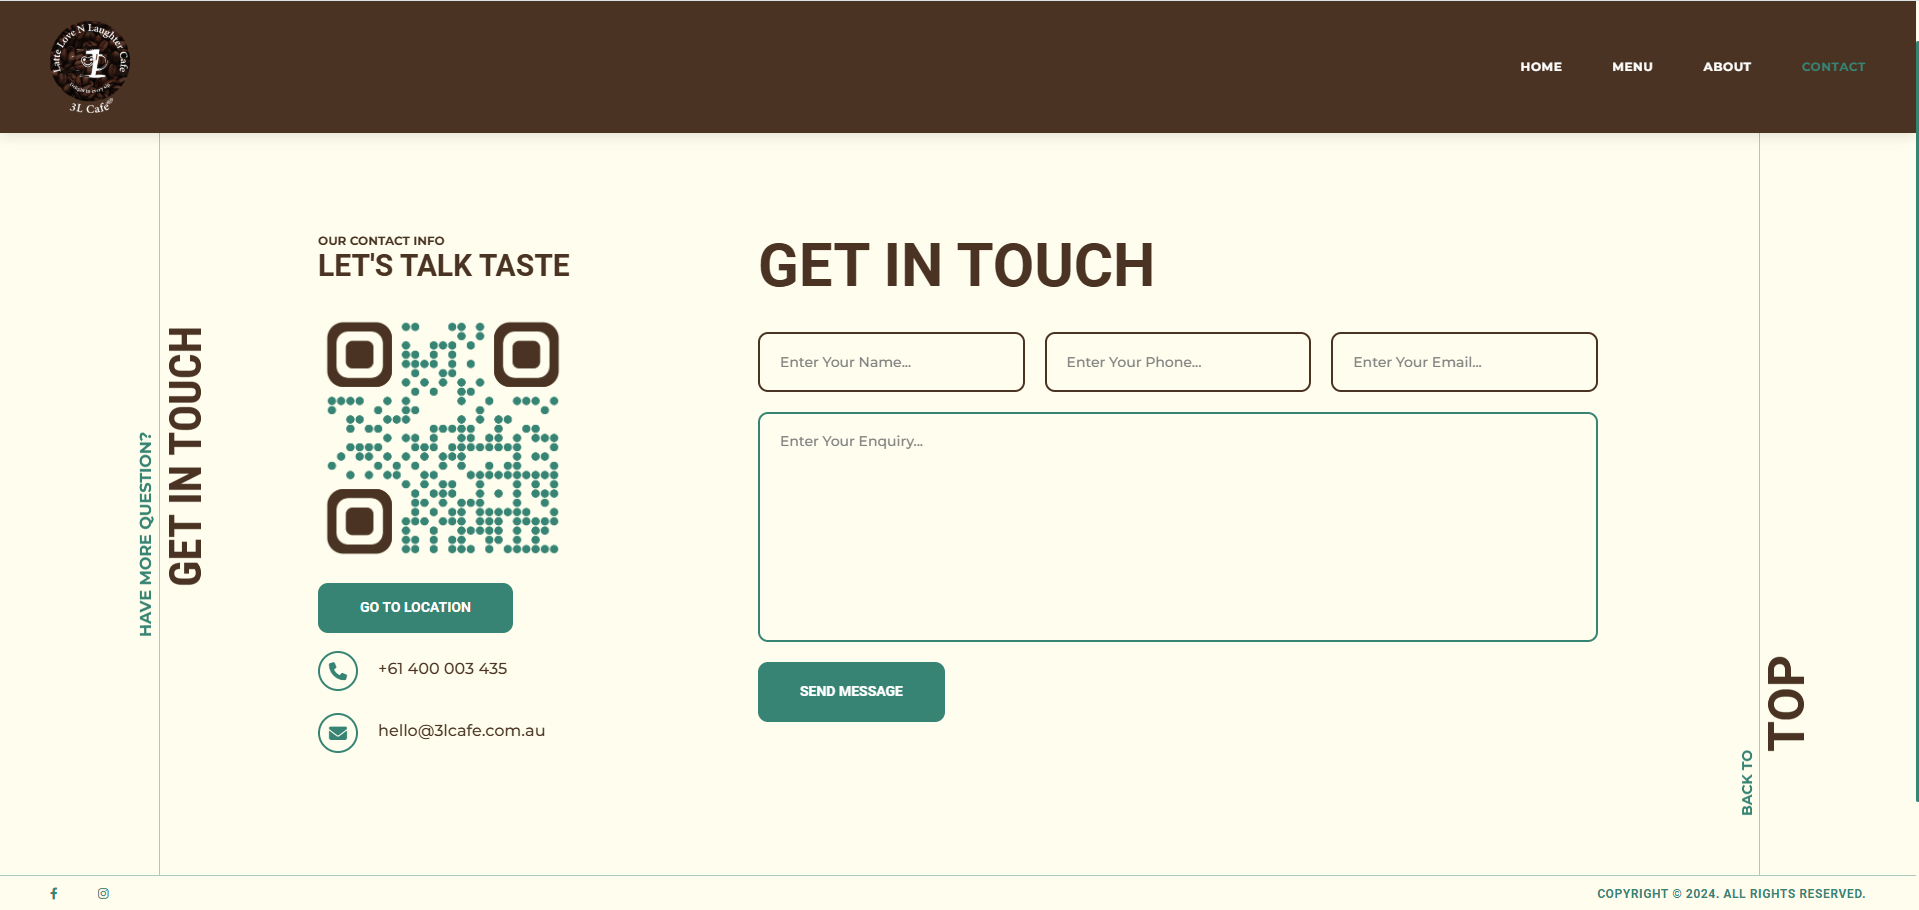 Latte Love N Laughter Cafe
3L Cafe
HOME
MENU
ABOUT
CONTACT
HAVE MORE QUESTION?
GET IN TOUCH
OUR CONTACT INFO
LET'S TALK TASTE
GO TO LOCATION
+61 400 003 435
hello@3lcafe.com.au
GET IN TOUCH
Enter Your Name...
Enter Your Phone...
Enter Your Email...
Enter Your Enquiry...
SEND MESSAGE
BACK TO
TOP
COPYRIGHT © 2024. ALL RIGHTS RESERVED.